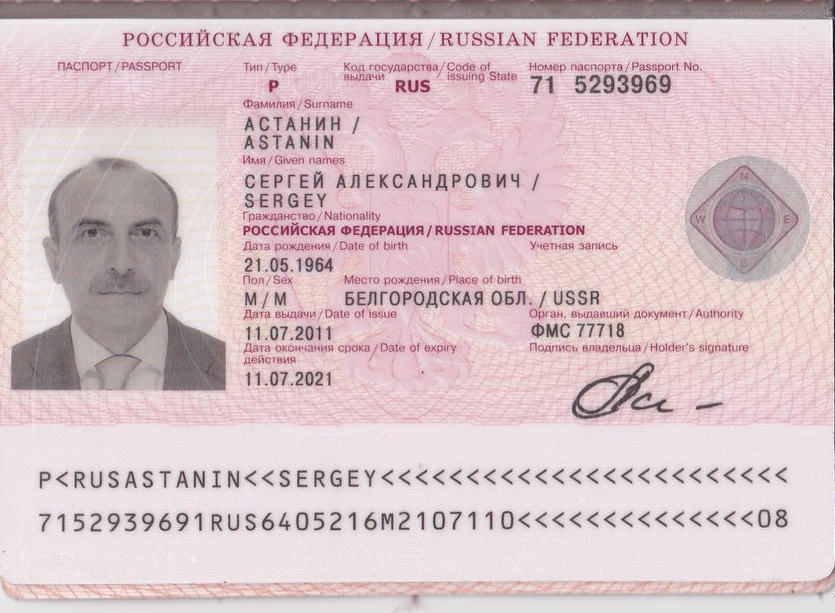 РОССИЙСКАЯ ФЕДЕРАЦИЯ / RUSSIAN FEDERATION
ПАСПОРТ / PASSPORT
Тип / Type
P
Код государства / Code of
выдачи issuing State
RUS
Номер паспорта / Passport No.
71 5293969
Фамилия / Surname
АСТАНИН /
ASTANIN
Имя / Given names
СЕРГЕЙ АЛЕКСАНДРОВИЧ /
SERGEY
Гражданство / Nationality
РОССИЙСКАЯ ФЕДЕРАЦИЯ / RUSSIAN FEDERATION
Дата рождения / Date of birth
Учетная запись
21.05.1964
Пол / Sex
Место рождения / Place of birth
М / M
БЕЛГОРОДСКАЯ ОБЛ. / USSR
Дата выдачи / Date of issue
Орган, выдавший документ / Authority
11.07.2011
ФМС 77718
Дата окончания срока / Date of expiry
действия
Подпись владельца / Holder's signature
11.07.2021
N
W E
S
P<RUSASTANIN<<SERGEY<<<<<<<<<<<<<<<<<<<<<<<<
7152939691RUS6405216M2107110<<<<<<<<<<<<<<08